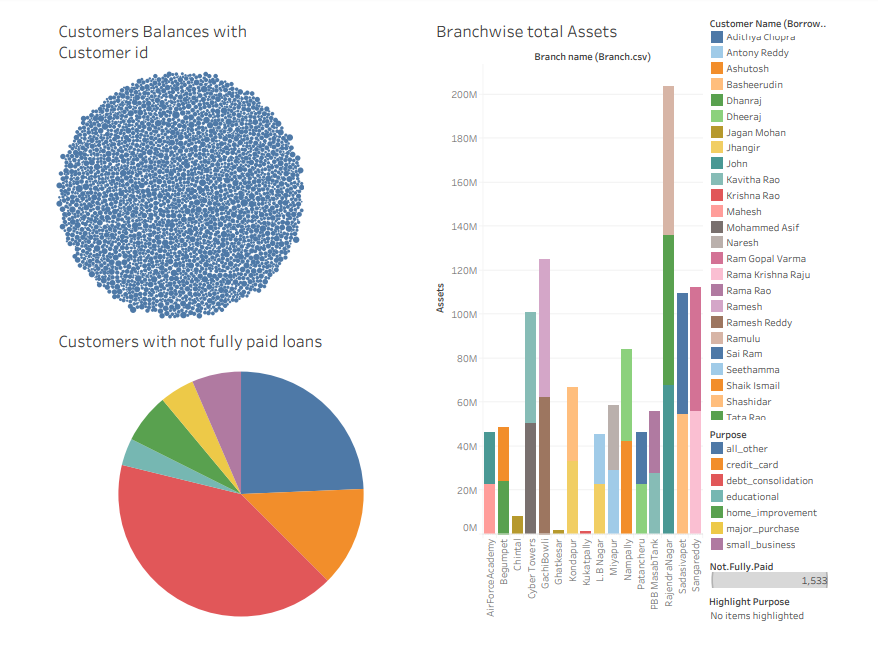 Customers Balances with
Customer id
Customers with not fully paid loans
Branchwise total Assets
Branch name (Branch.csv)
Assets
200M
180M
160M
140M
120M
100M
80M
60M
40M
20M
0M
AirForceAcademy
Begumpet
Chintal
Cyber Towers
GachiBowli
Ghatkesar
Kondapur
Kukatpally
L.B Nagar
Miyapur
Nampally
Patancheru
PBB MasabTank
RajendraNagar
Sadasivapet
Sangareddy
Customer Name (Borrow..
Adithya Chopra
Antony Reddy
Ashutosh
Basheerudin
Dhanraj
Dheeraj
Jagan Mohan
Jhangir
John
Kavitha Rao
Krishna Rao
Mahesh
Mohammed Asif
Naresh
Ram Gopal Varma
Rama Krishna Raju
Rama Rao
Ramesh
Ramesh Reddy
Ramulu
Sai Ram
Seethamma
Shaik Ismail
Shashidar
Tata Rao
Purpose
all_other
credit_card
debt_consolidation
educational
home_improvement
major_purchase
small_business
Not.Fully.Paid
1,533
Highlight Purpose
No items highlighted